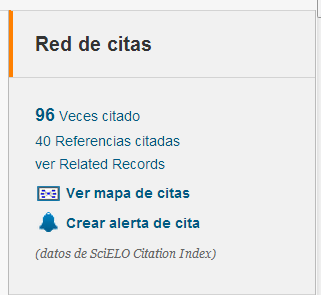 Red de citas
96 Veces citado
40 Referencias citadas
ver Related Records
Ver mapa de citas
Crear alerta de cita
(datos de SciELO Citation Index)